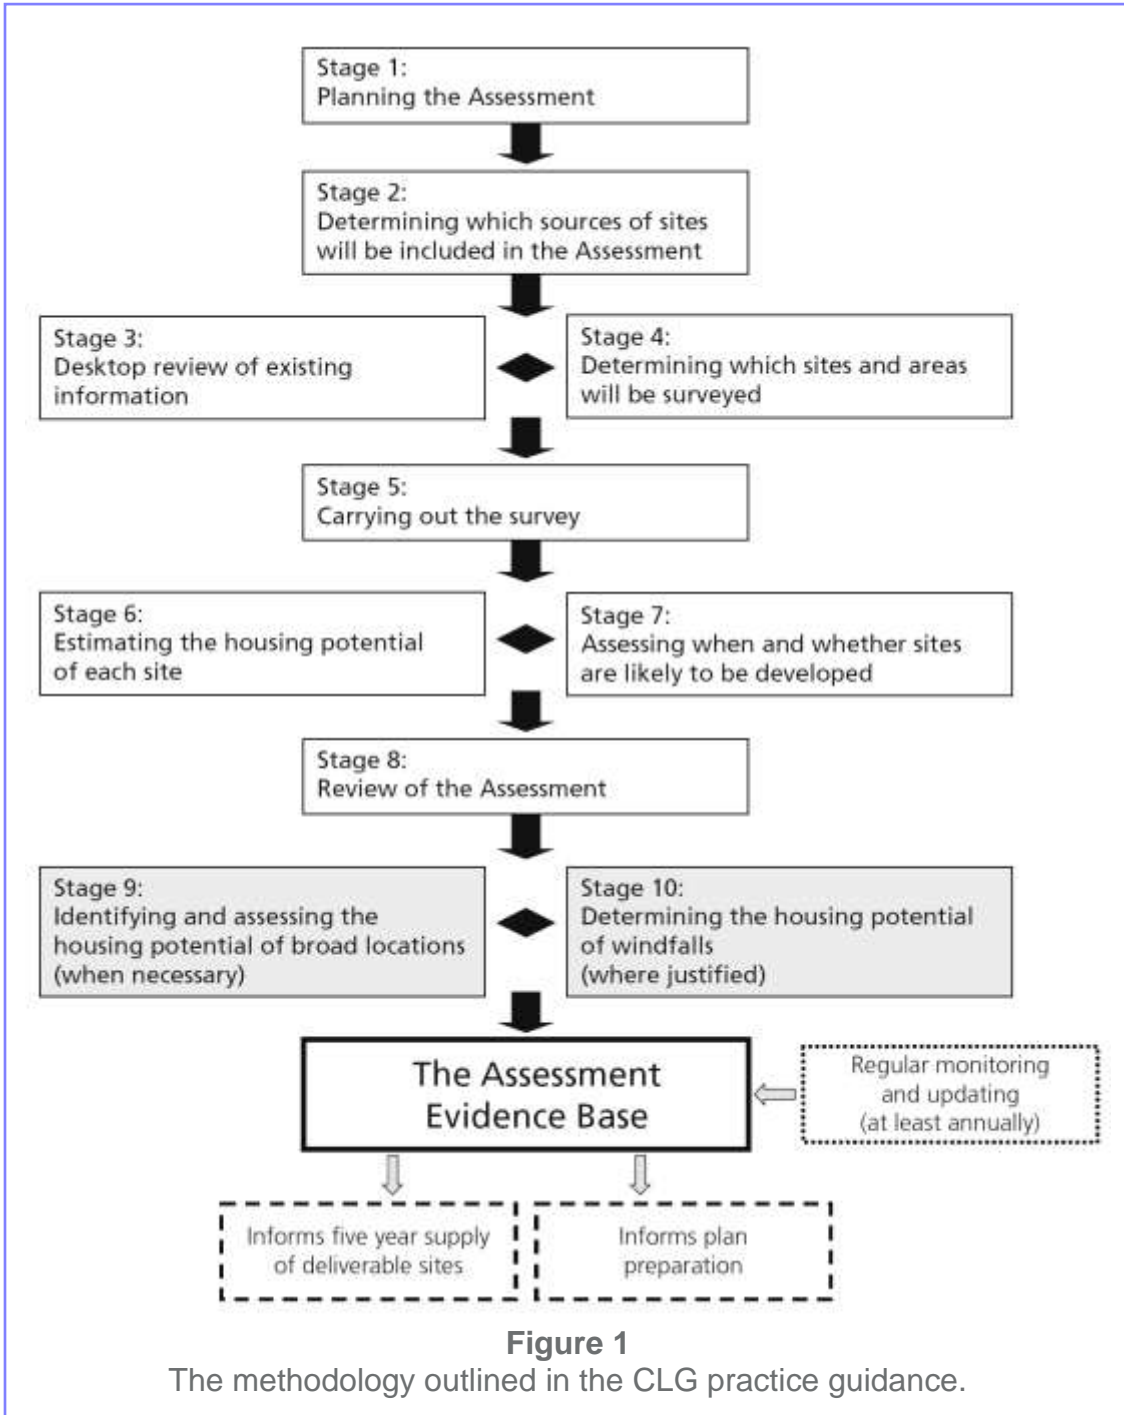 Stage 1:
Planning the Assessment
Stage 2:
Determining which sources of sites
will be included in the Assessment
Stage 3:
Desktop review of existing
information
Stage 4:
Determining which sites and areas
will be surveyed
Stage 5:
Carrying out the survey
Stage 6:
Estimating the housing potential
of each site
Stage 7:
Assessing when and whether sites
are likely to be developed
Stage 8:
Review of the Assessment
Stage 9:
Identifying and assessing the
housing potential of broad locations
(when necessary)
Stage 10:
Determining the housing potential
of windfalls
(where justified)
The Assessment
Evidence Base
Regular monitoring
and updating
(at least annually)
Informs five year supply
of deliverable sites
Informs plan
preparation
Figure 1
The methodology outlined in the CLG practice guidance.